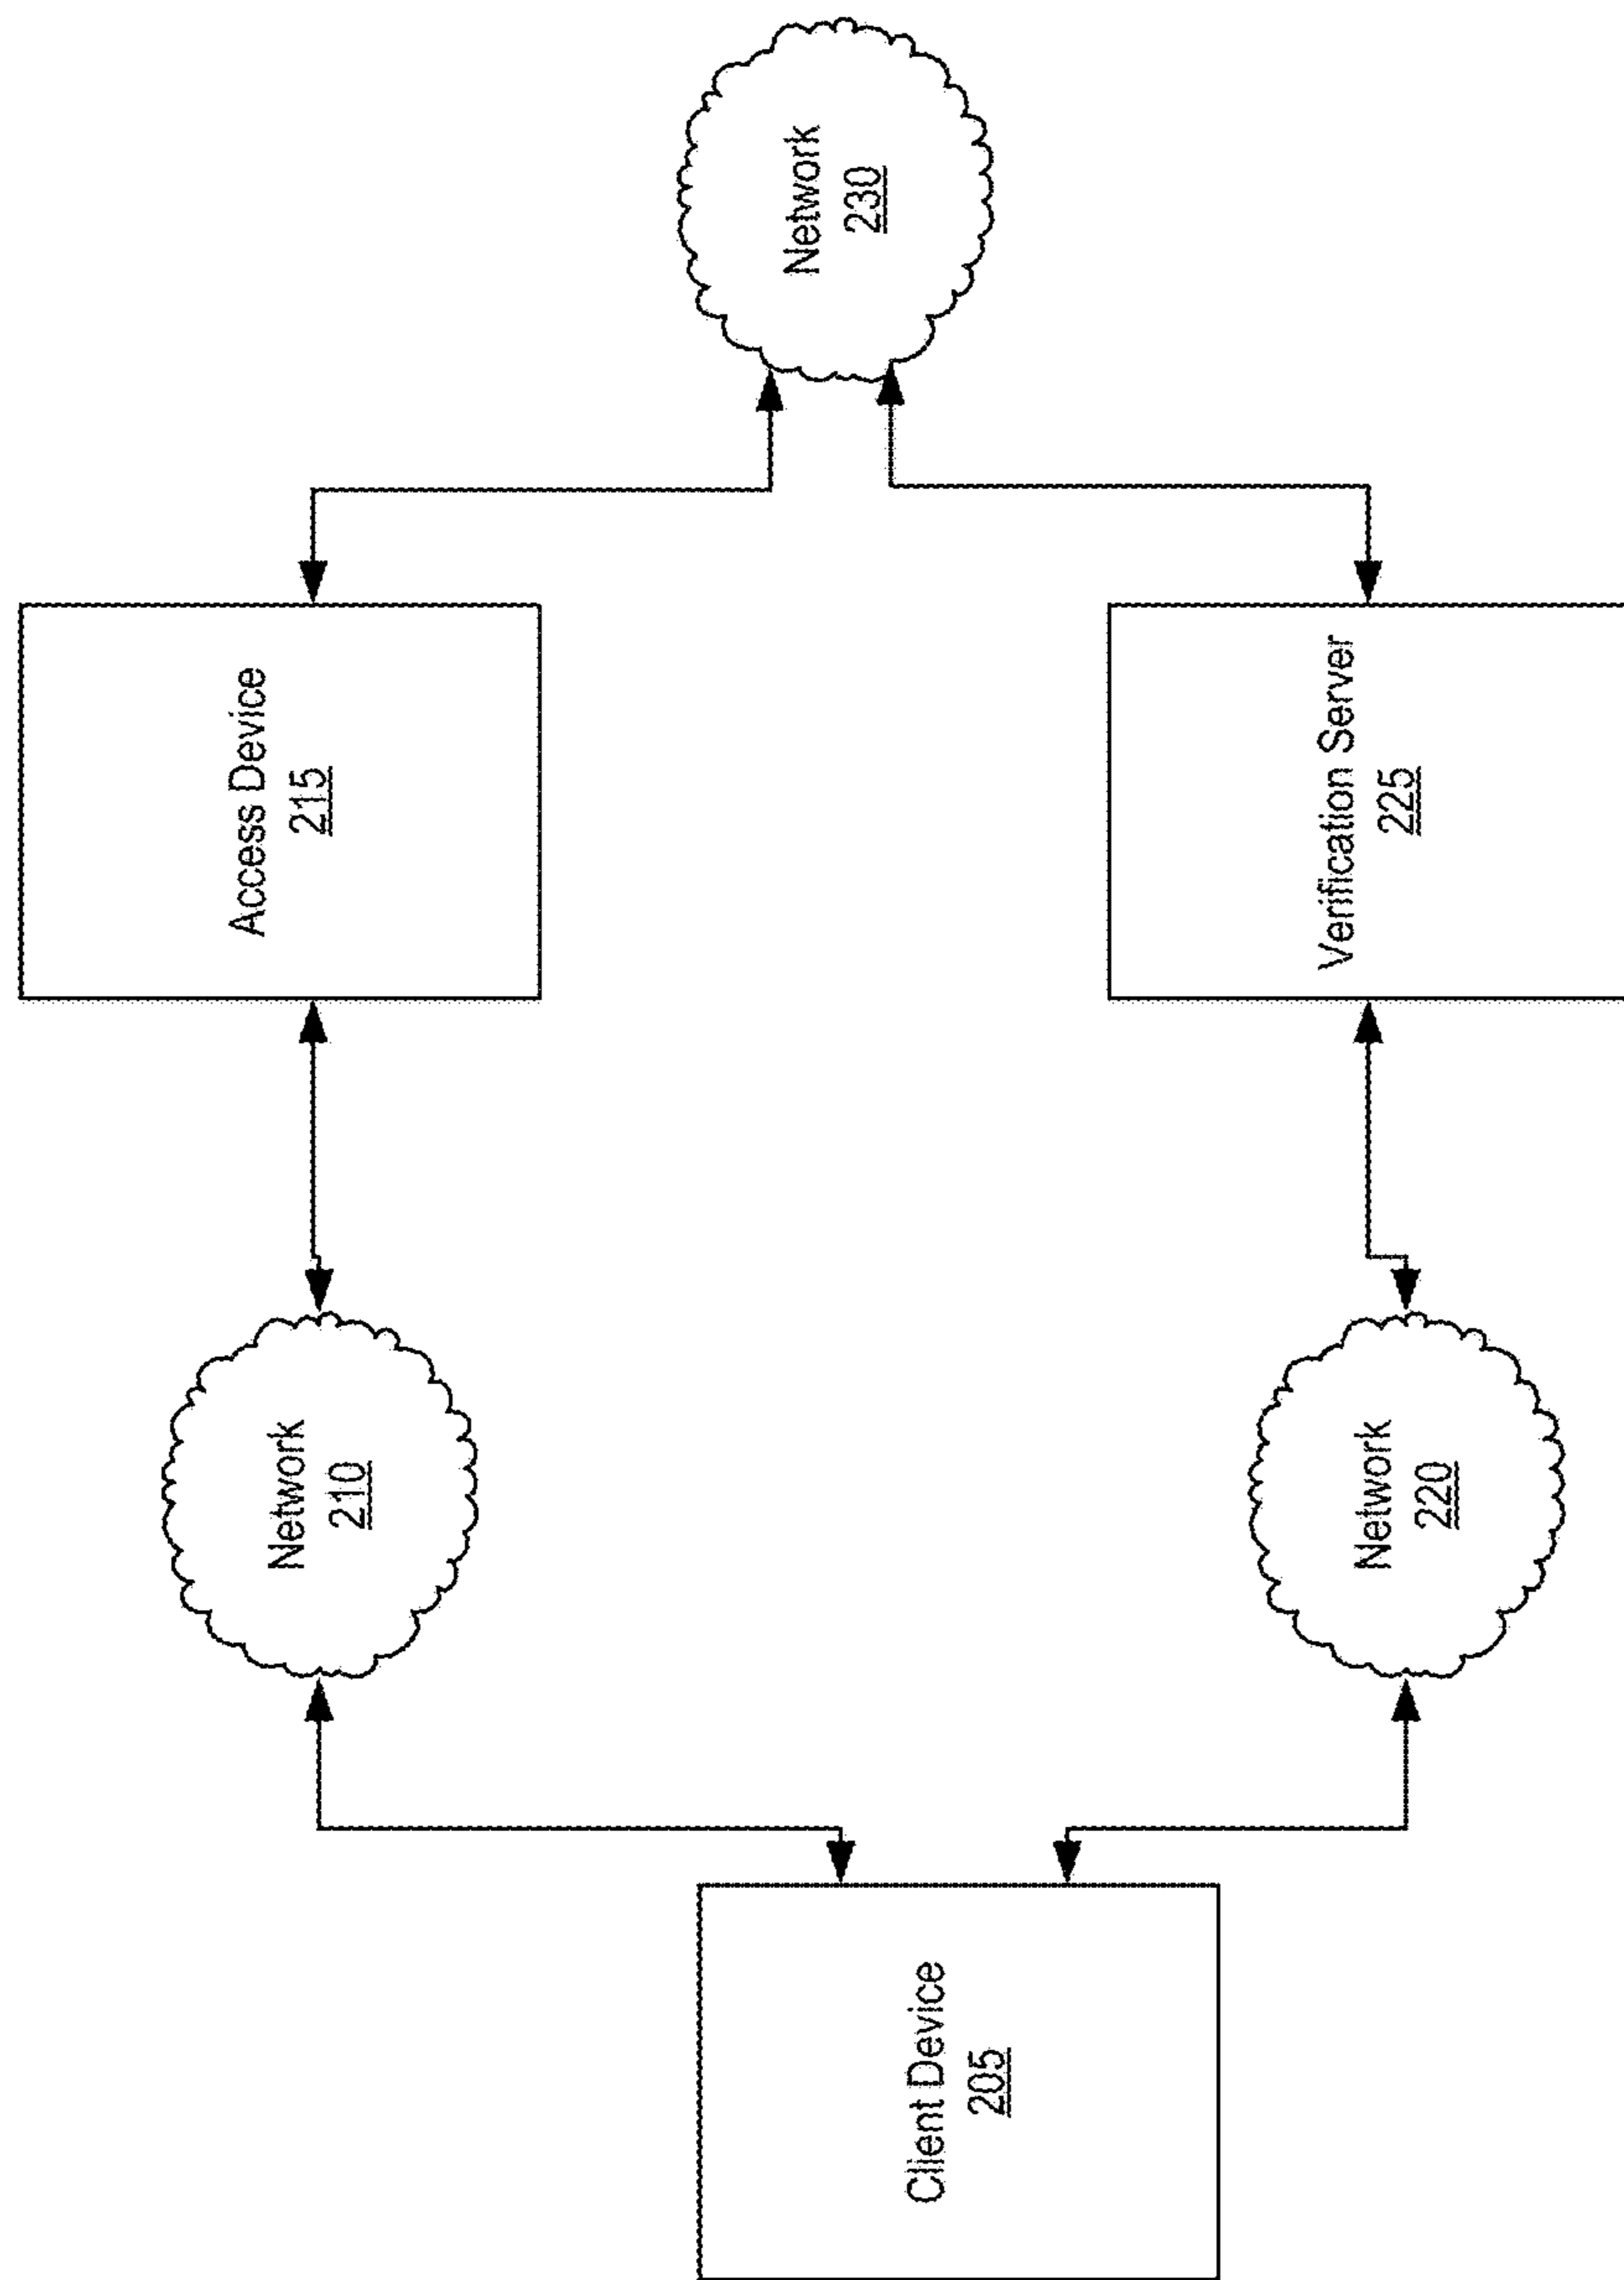 Client Device
205
Network
210
Network
220
Access Device
215
Verification Server
225
Network
230